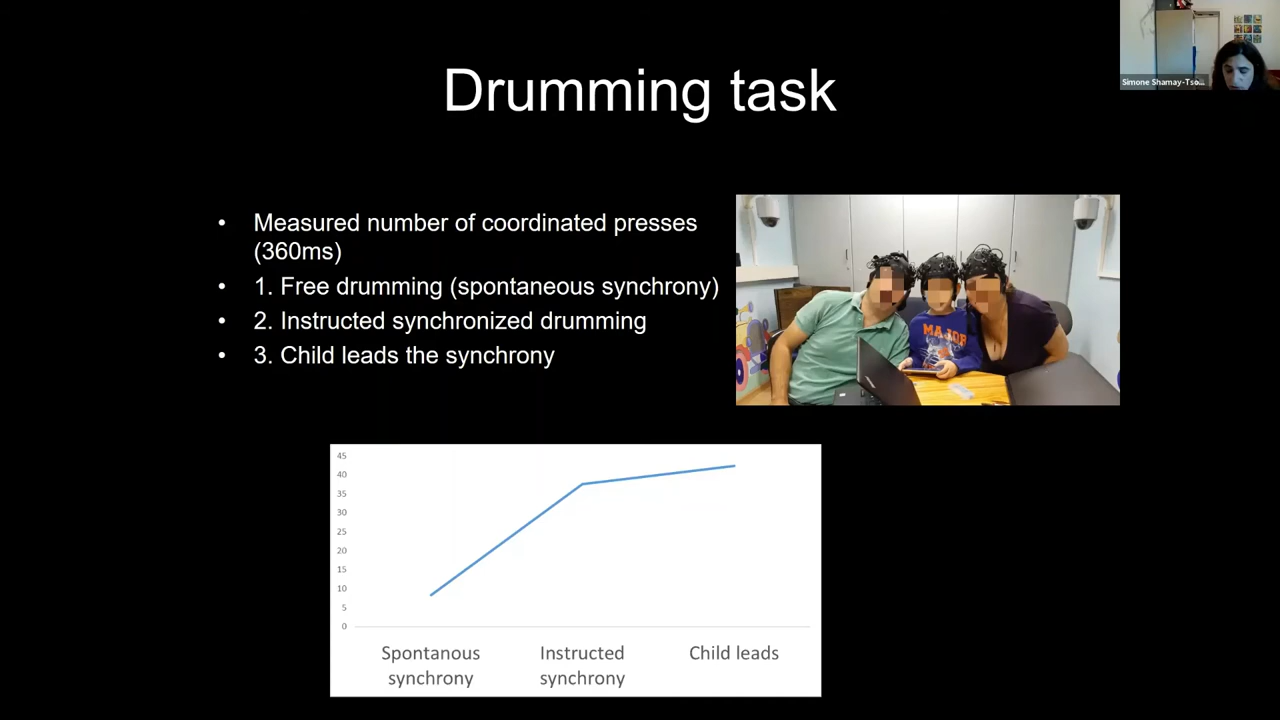 Simone Shamay-Tso...
Drumming task
• Measured number of coordinated presses
(360ms)
• 1. Free drumming (spontaneous synchrony)
• 2. Instructed synchronized drumming
• 3. Child leads the synchrony
MAJOR
45
40
35
30
25
20
15
10
5
0
Spontanous
synchrony
Instructed
synchrony
Child leads